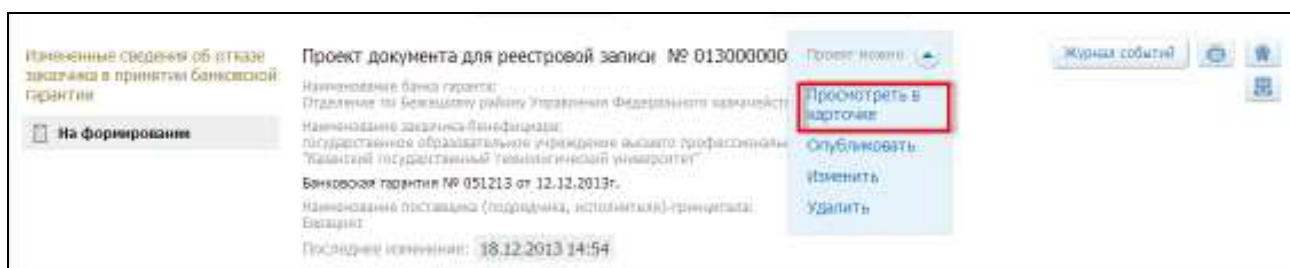 Измененные сведения об отказе
заказчика в принятии банковской
гарантии
На формировании
Проект документа для реестровой записи № 013000000
Наименование банка гаранта:
Отделение по Бежецкому району Управления Федерального казначейст
Наименование заказчика-бенефициара:
государственное образовательное учреждение высшего профессиональн
"Казанский государственный технологический университет"
Банковская гарантия № 051213 от 12.12.2013г.
Наименование поставщика (подрядчика, исполнителя)-принципала:
Последнее изменение: 18.12.2013 14:54
Проект можно
Просмотреть в
карточке
Опубликовать
Изменить
Удалить
Журнал событий